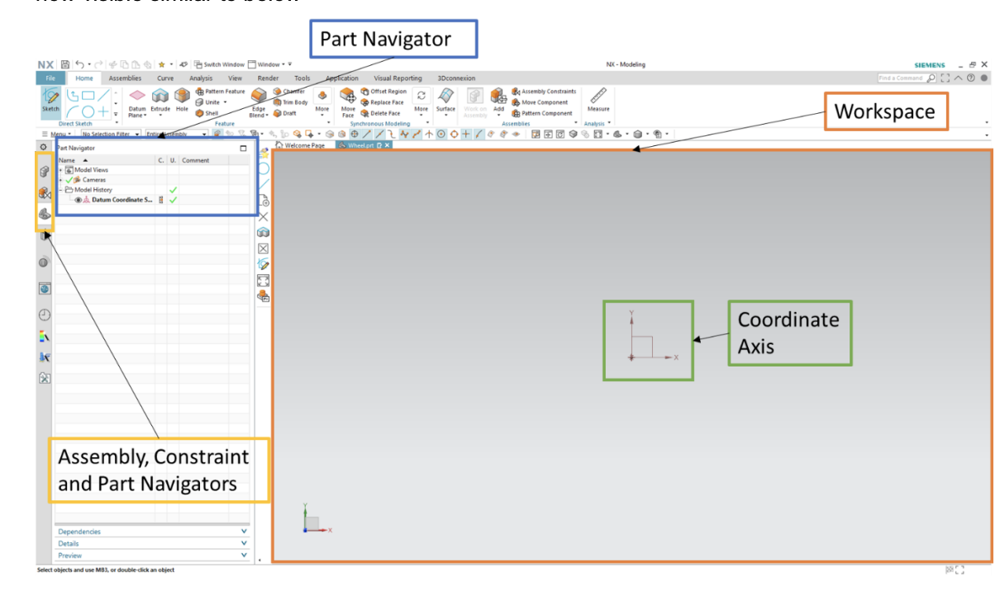 Part Navigator
NX Switch Window Window NX - Modeling SIEMENS
File Home Assemblies Curve Analysis View Render Tools Application Visual Reporting 3Dconnexion Find a Command
Pattern Feature Chamfer Offset Region Assembly Constraints
Unite Trim Body Replace Face Move Component
Shell Draft Delete Face Pattern Component
Sketch Datum Plane Extrude Hole Edge Blend More Move Face More Surface Work on Assembly Add Measure
Direct Sketch Feature Synchronous Modeling Assemblies Analysis
Workspace
Menu No Selection Filter Entire Assembly
Part Navigator Welcome Page Wheel.prt
Name C. U. Comment
Model Views
Cameras
Model History
Datum Coordinate S...
Y
X
Coordinate
Axis
Assembly, Constraint
and Part Navigators
Y
X
Dependencies
Details
Preview
Select objects and use MB3, or double-click an object